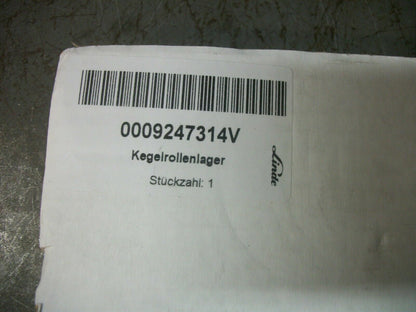 0009247314V
Kegelrollenlager
Stückzahl: 1
Linde